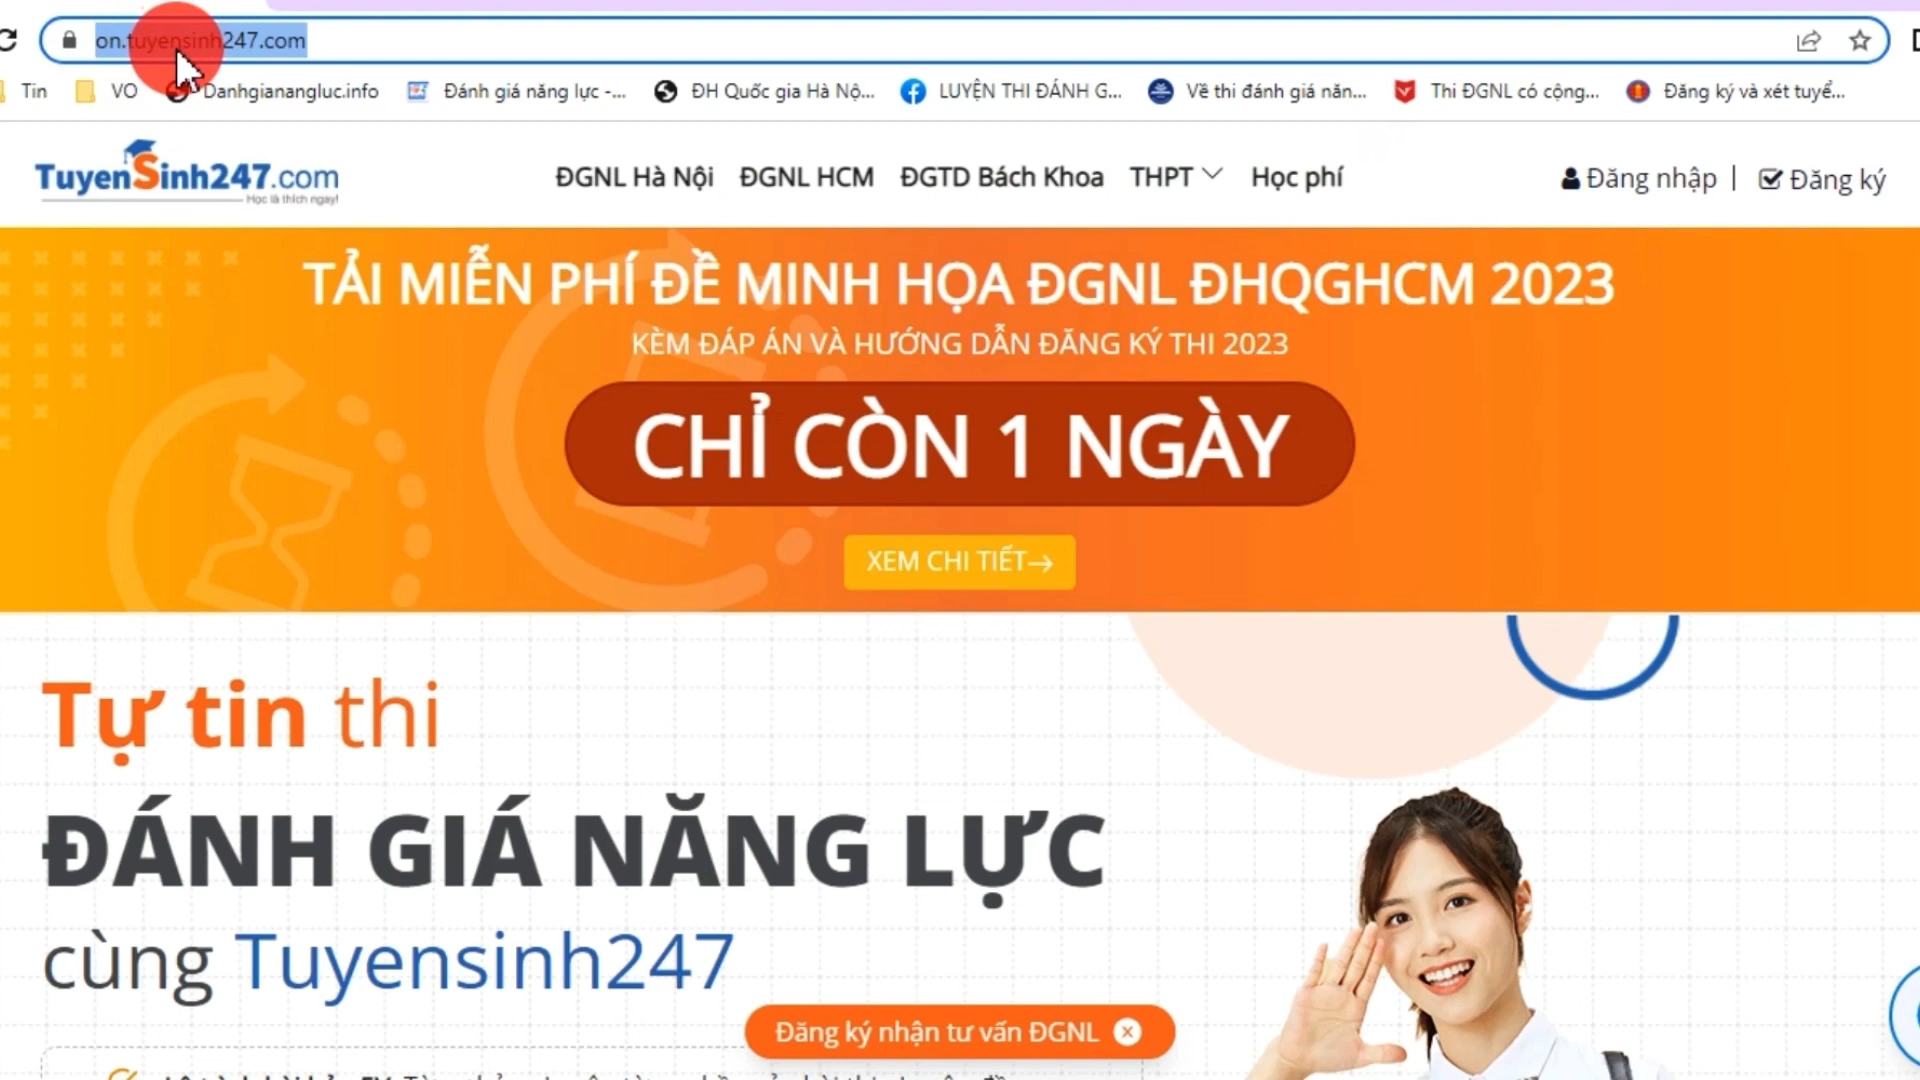 on.tuyensinh247.com
Tin VO Danhgianangluc.info Đánh giá năng lực -... ĐH Quốc gia Hà Nộ... LUYỆN THI ĐÁNH G... Về thi đánh giá năn... Thi ĐGNL có cộng... Đăng ký và xét tuyể...
TuyenSinh247.com
Học là thích ngay!
ĐGNL Hà Nội ĐGNL HCM ĐGTD Bách Khoa THPT Học phí Đăng nhập | Đăng ký
TẢI MIỄN PHÍ ĐỀ MINH HỌA ĐGNL ĐHQGHCM 2023
KÈM ĐÁP ÁN VÀ HƯỚNG DẪN ĐĂNG KÝ THI 2023
CHỈ CÒN 1 NGÀY
XEM CHI TIẾT→
Tự tin thi
ĐÁNH GIÁ NĂNG LỰC
cùng Tuyensinh247
Đăng ký nhận tư vấn ĐGNL